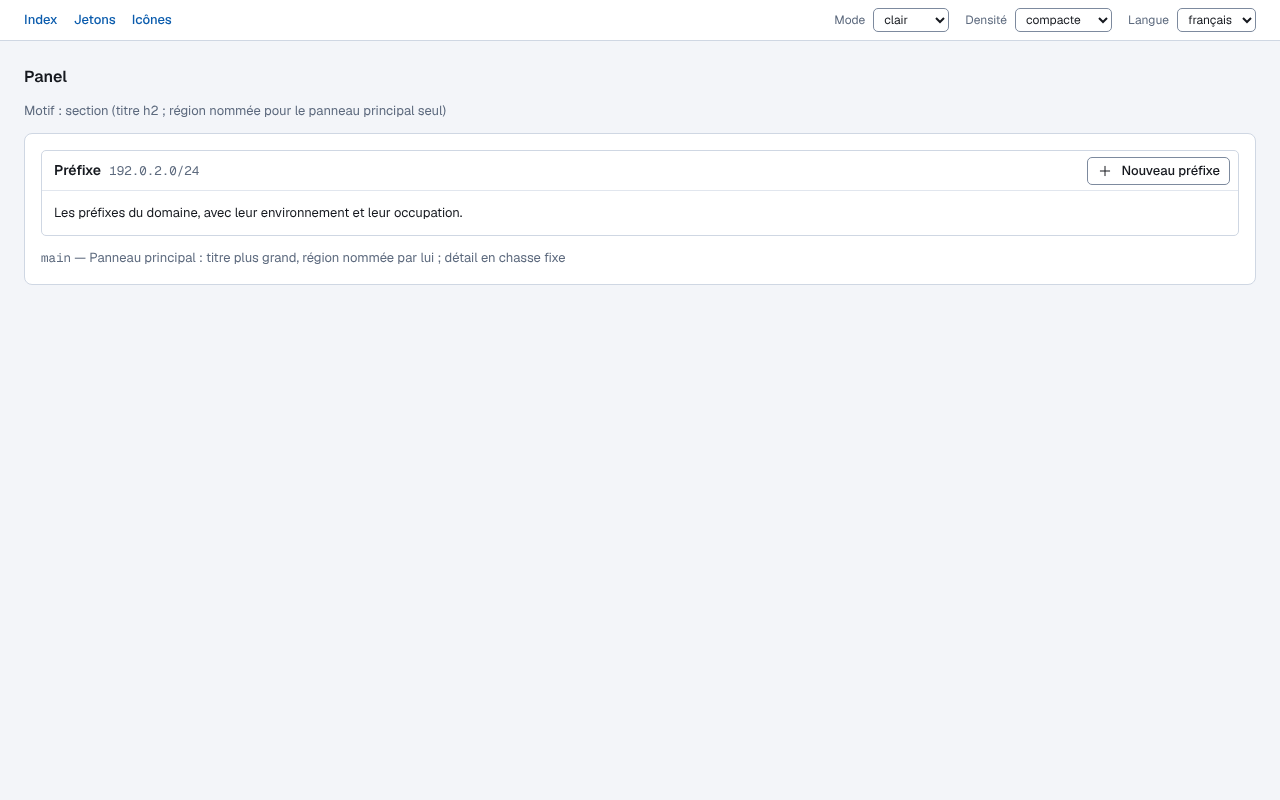 Index Jetons Icônes Mode clair Densité compacte Langue français
Panel
Motif : section (titre h2 ; région nommée pour le panneau principal seul)
Préfixe 192.0.2.0/24 Nouveau préfixe
Les préfixes du domaine, avec leur environnement et leur occupation.
main — Panneau principal : titre plus grand, région nommée par lui ; détail en chasse fixe